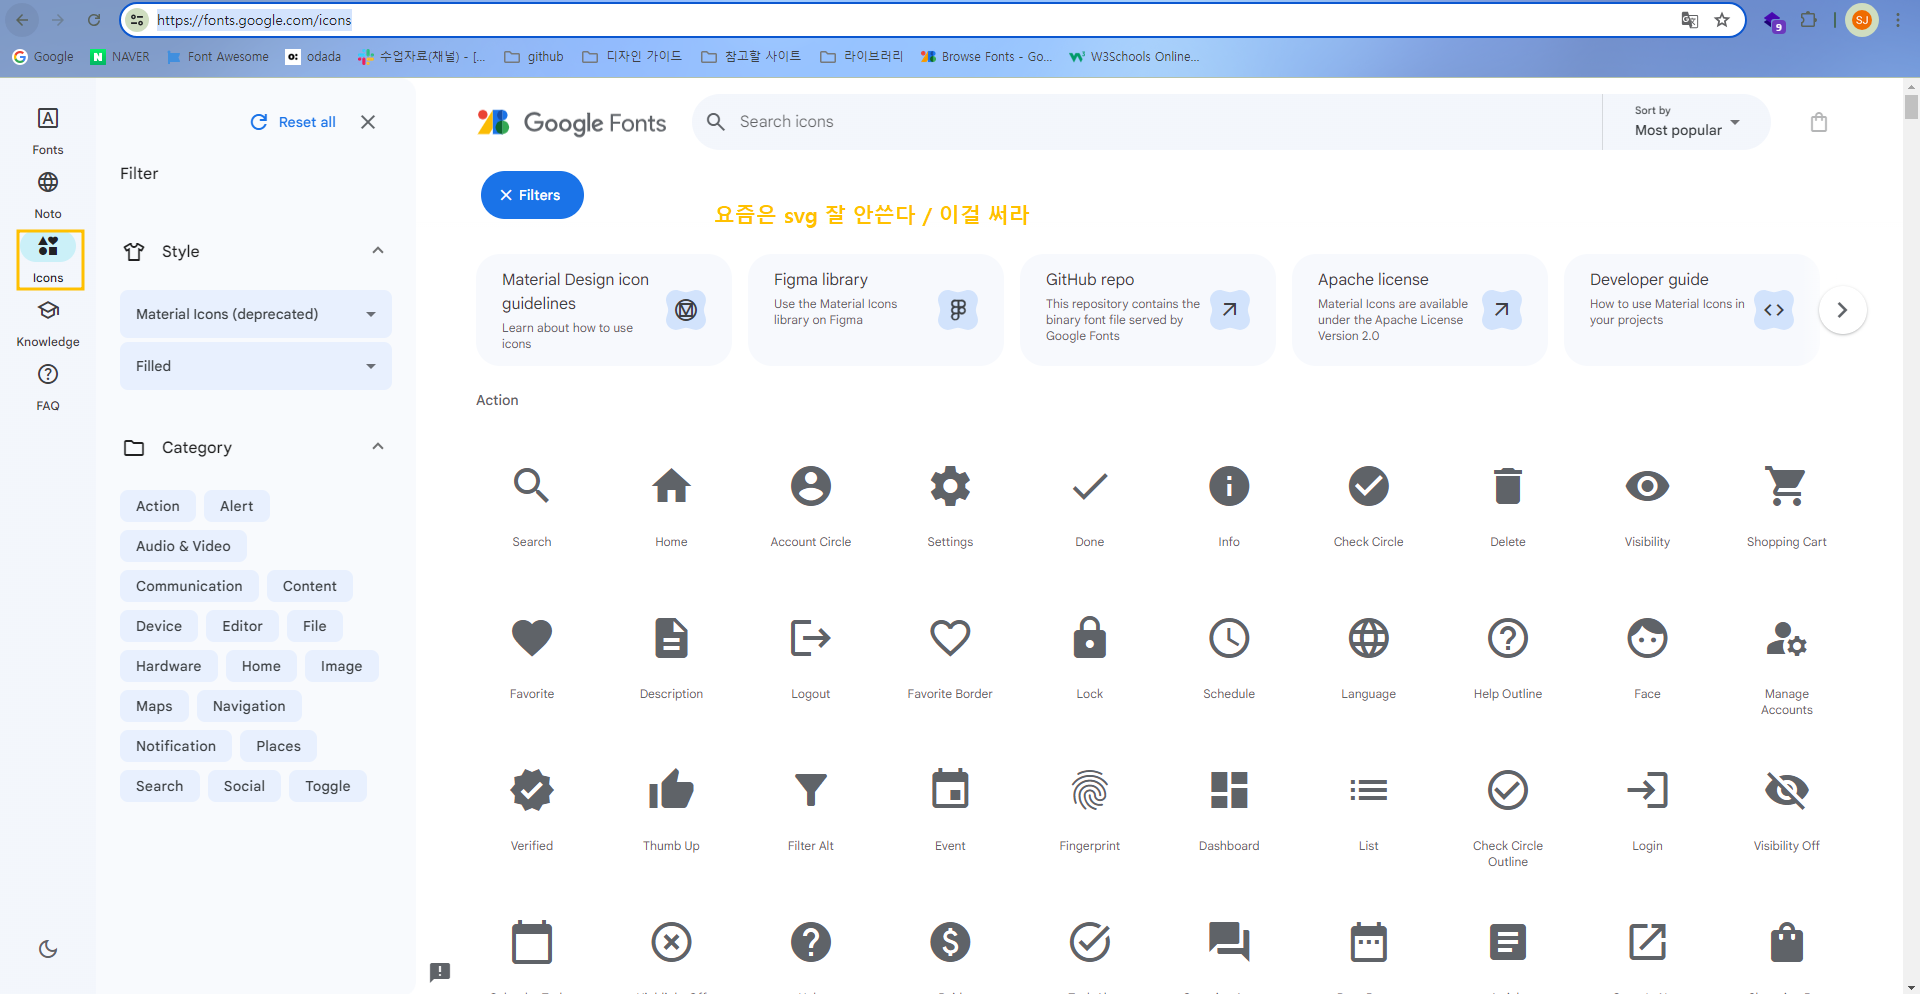 https://fonts.google.com/icons
SJ
9
Google
NAVER
Font Awesome
odada
수업자료(채널) - [...
github
디자인 가이드
참고할 사이트
라이브러리
Browse Fonts - Go...
W3Schools Online...
Fonts
Noto
Icons
Knowledge
FAQ
Reset all
Filter
Style
Material Icons (deprecated)
Filled
Category
Action
Alert
Audio & Video
Communication
Content
Device
Editor
File
Hardware
Home
Image
Maps
Navigation
Notification
Places
Search
Social
Toggle
Google Fonts
Search icons
Sort by
Most popular
Filters
요즘은 svg 잘 안쓴다 / 이걸 써라
Material Design icon
guidelines
Learn about how to use
icons
Figma library
Use the Material Icons
library on Figma
GitHub repo
This repository contains the
binary font file served by
Google Fonts
Apache license
Material Icons are available
under the Apache License
Version 2.0
Developer guide
How to use Material Icons in
your projects
Action
Search
Home
Account Circle
Settings
Done
Info
Check Circle
Delete
Visibility
Shopping Cart
Favorite
Description
Logout
Favorite Border
Lock
Schedule
Language
Help Outline
Face
Manage
Accounts
Verified
Thumb Up
Filter Alt
Event
Fingerprint
Dashboard
List
Check Circle
Outline
Login
Visibility Off